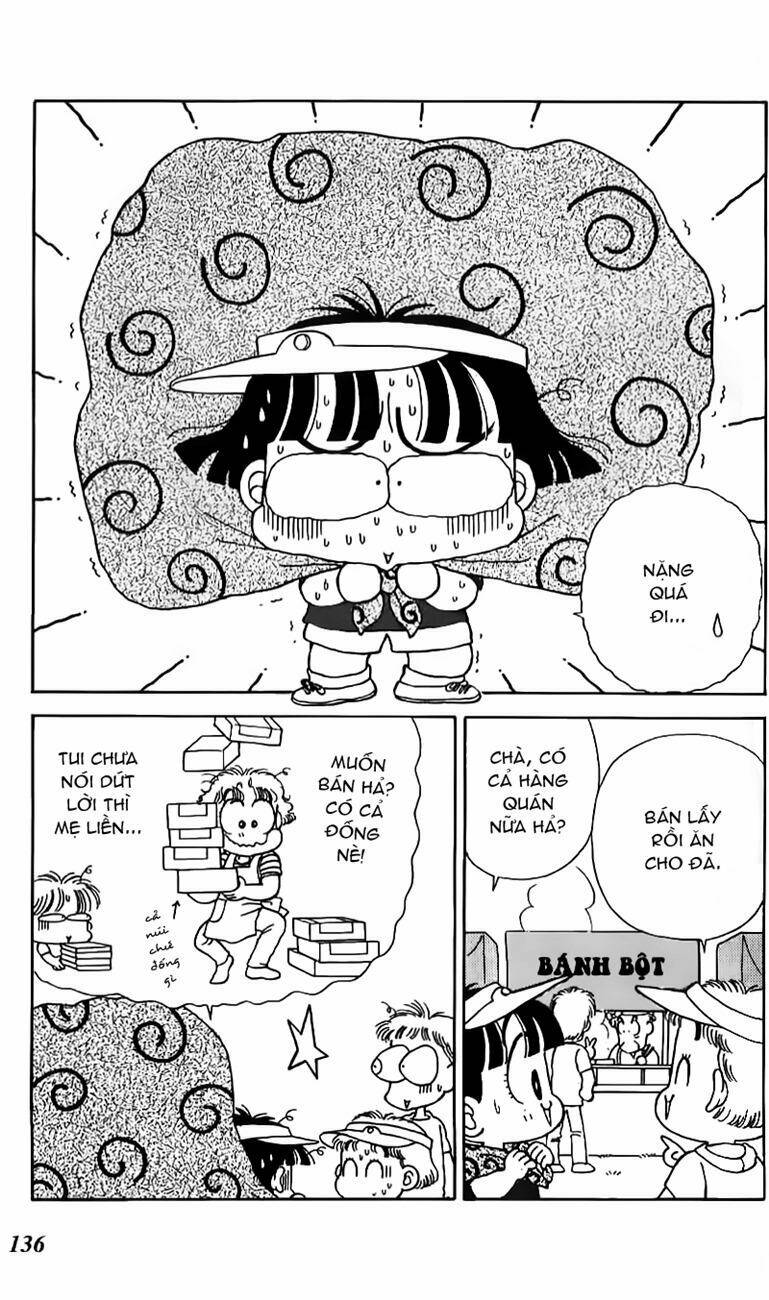 NĂNG
QUÁ
ĐI...
TUI CHƯA
NÓI DỨT
LỜI THÌ
MẸ LIỀN...
MUỐN
BÁN HẢ?
CÓ CẢ
ĐỐNG
NÈ!
cả
núi
chứ
đống
gì
CHÀ, CÓ
CẢ HÀNG
QUÁN
NỮA HẢ?
BÁN LẤY
RỒI ĂN
CHO ĐÃ.
BÁNH BỘT
136